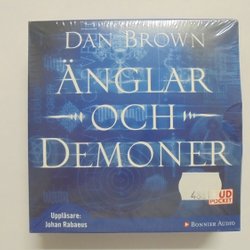 DAN BROWN
ÄNGLAR
OCH
DEMONER
POCKET
Uppläsare:
Johan Rabaeus
BONNIER AUDIO